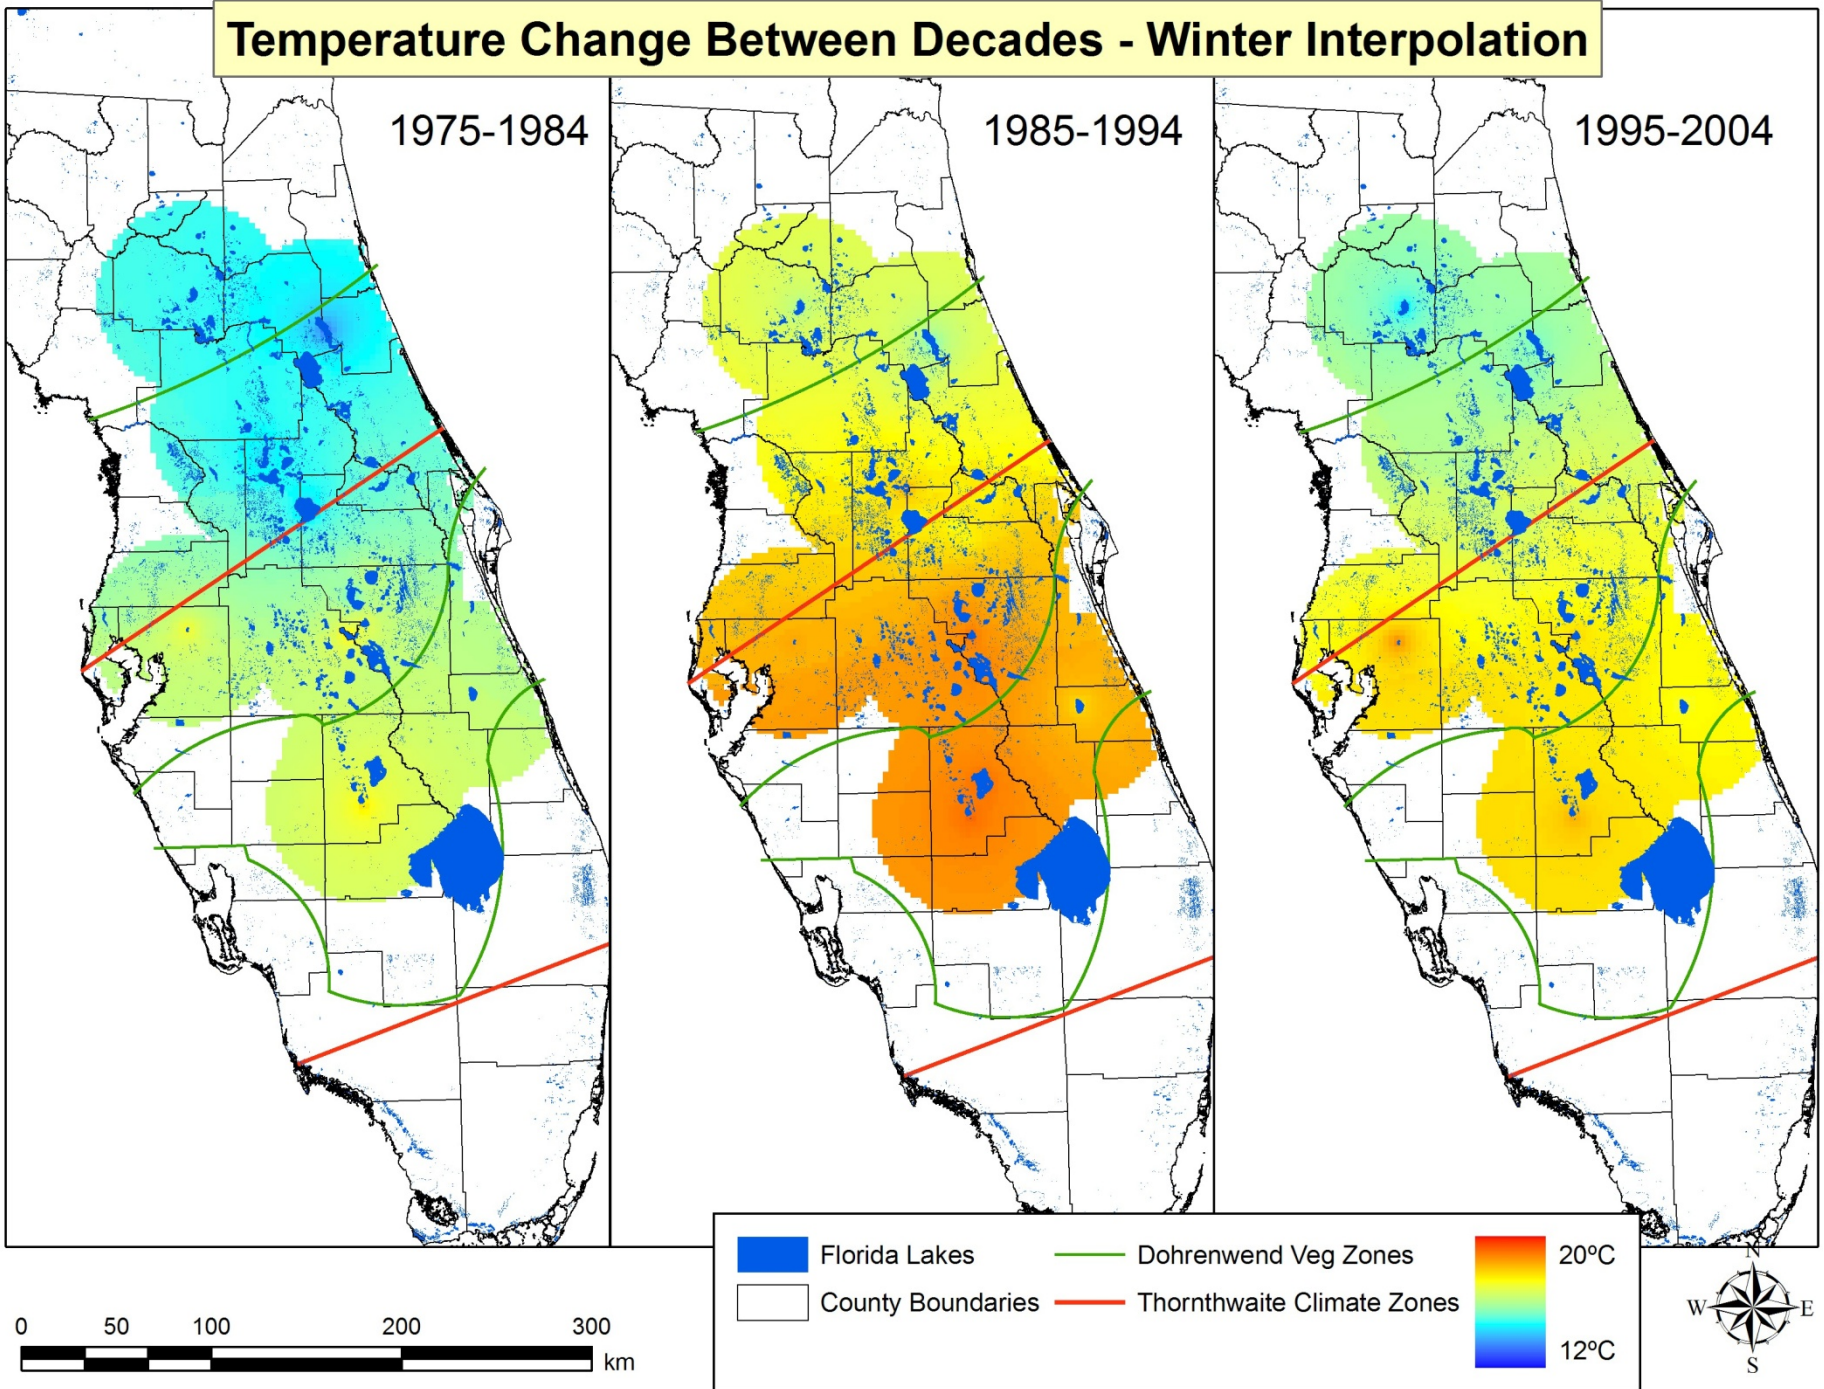 Temperature Change Between Decades - Winter Interpolation
1975-1984
1985-1994
1995-2004
Florida Lakes
County Boundaries
Dohrenwend Veg Zones
Thornthwaite Climate Zones
20ºC
12ºC
N
W E
S
0 50 100 200 300
km